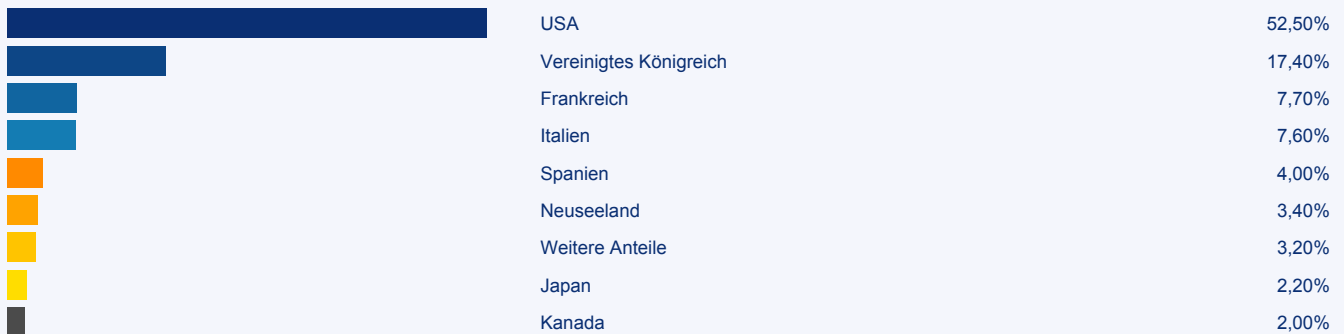 USA 52,50%
Vereinigtes Königreich 17,40%
Frankreich 7,70%
Italien 7,60%
Spanien 4,00%
Neuseeland 3,40%
Weitere Anteile 3,20%
Japan 2,20%
Kanada 2,00%